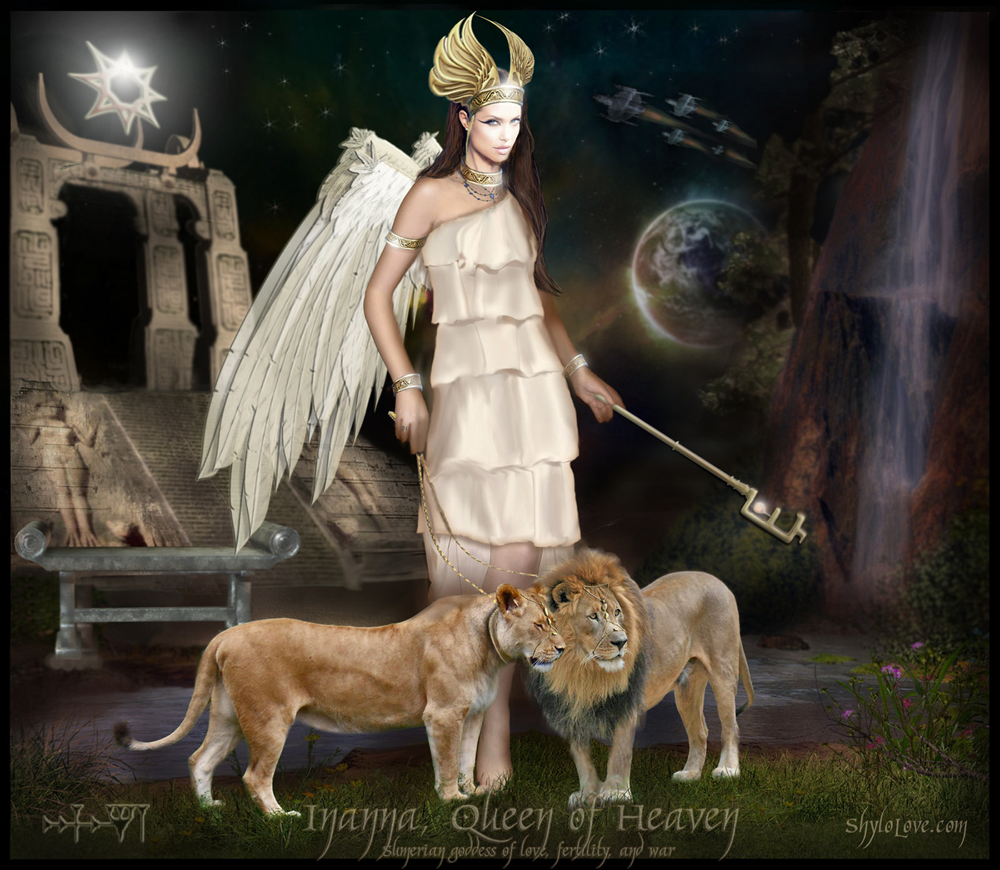 Inanna, Queen of Heaven
ShyloLove.com
Sumerian goddess of love, fertility, and war